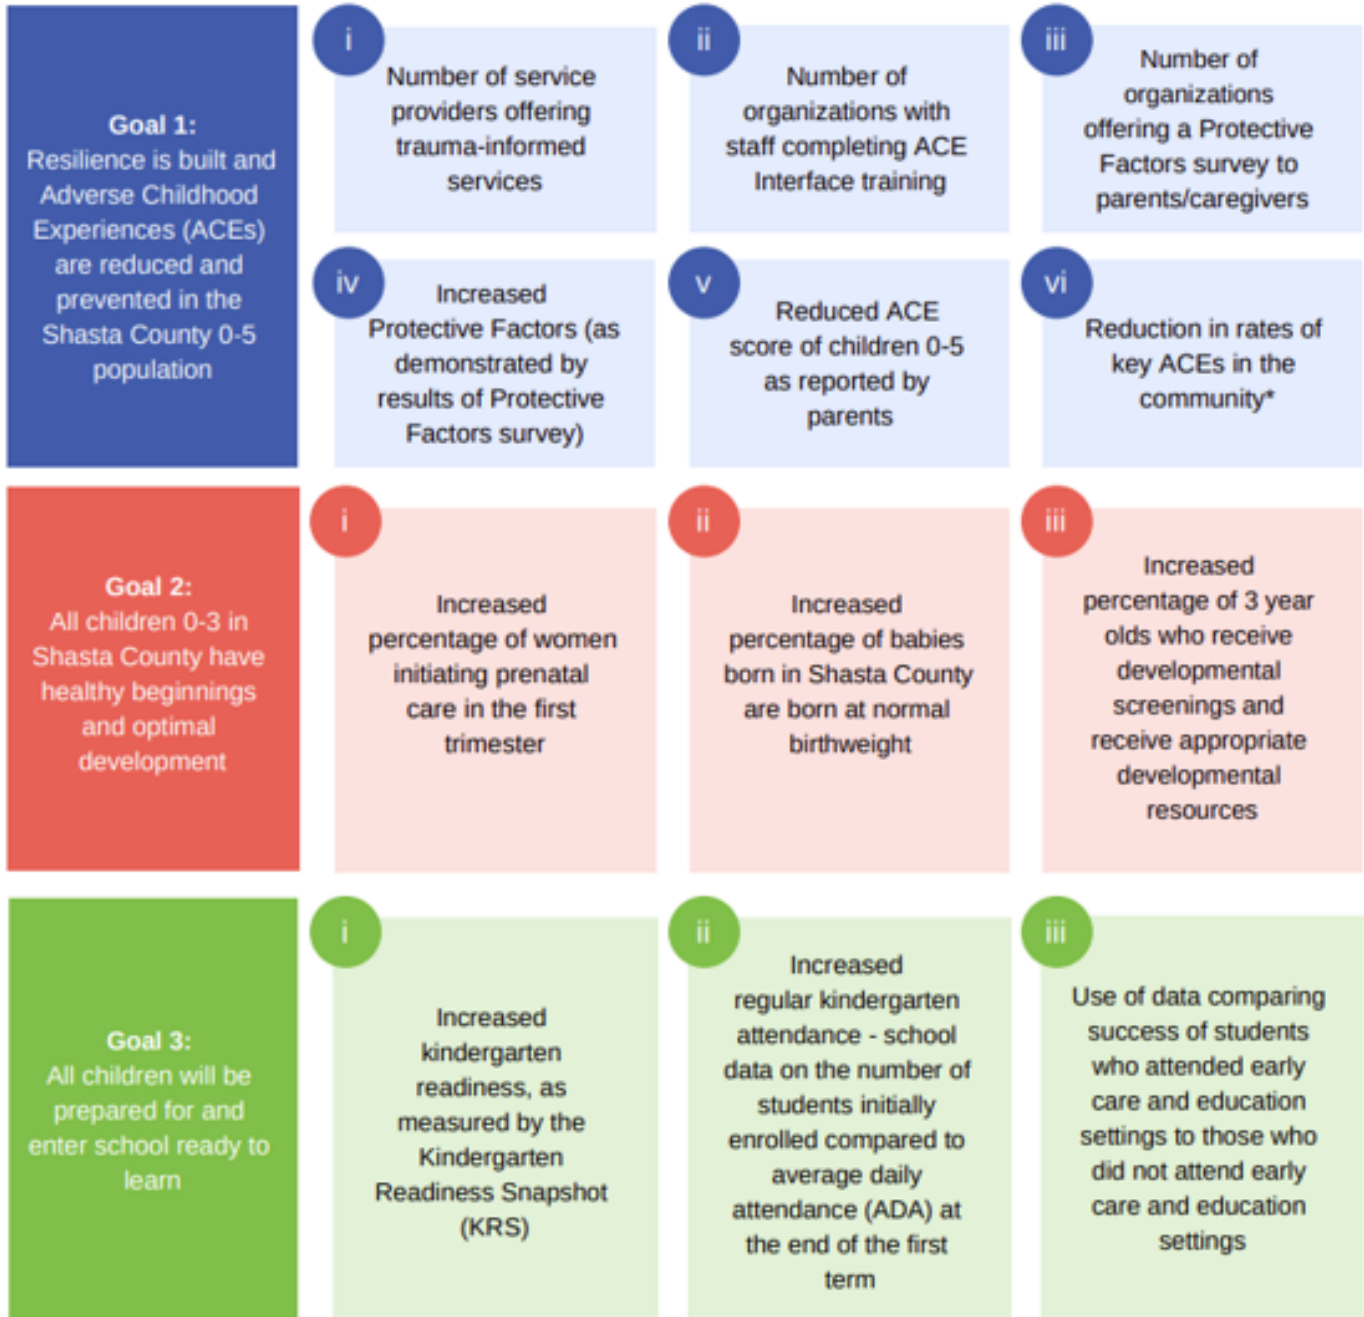 Goal 1:
Resilience is built and
Adverse Childhood
Experiences (ACEs)
are reduced and
prevented in the
Shasta County 0-5
population
i
Number of service
providers offering
trauma-informed
services
ii
Number of
organizations with
staff completing ACE
Interface training
iii
Number of
organizations
offering a Protective
Factors survey to
parents/caregivers
iv
Increased
Protective Factors (as
demonstrated by
results of Protective
Factors survey)
v
Reduced ACE
score of children 0-5
as reported by
parents
vi
Reduction in rates of
key ACEs in the
community*
Goal 2:
All children 0-3 in
Shasta County have
healthy beginnings
and optimal
development
i
Increased
percentage of women
initiating prenatal
care in the first
trimester
ii
Increased
percentage of babies
born in Shasta County
are born at normal
birthweight
iii
Increased
percentage of 3 year
olds who receive
developmental
screenings and
receive appropriate
developmental
resources
Goal 3:
All children will be
prepared for and
enter school ready to
learn
i
Increased
kindergarten
readiness, as
measured by the
Kindergarten
Readiness Snapshot
(KRS)
ii
Increased
regular kindergarten
attendance - school
data on the number of
students initially
enrolled compared to
average daily
attendance (ADA) at
the end of the first
term
iii
Use of data comparing
success of students
who attended early
care and education
settings to those who
did not attend early
care and education
settings